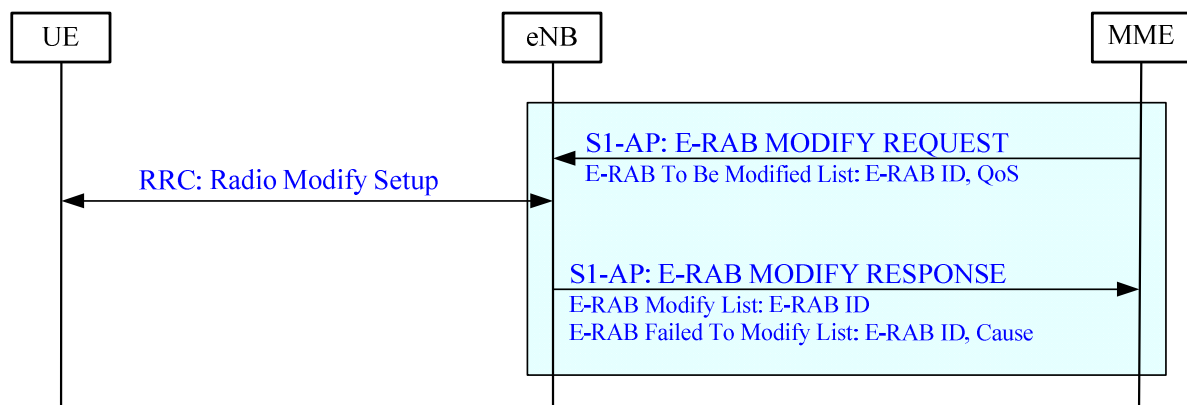 UE
eNB
MME
S1-AP: E-RAB MODIFY REQUEST
E-RAB To Be Modified List: E-RAB ID, QoS
RRC: Radio Modify Setup
S1-AP: E-RAB MODIFY RESPONSE
E-RAB Modify List: E-RAB ID
E-RAB Failed To Modify List: E-RAB ID, Cause